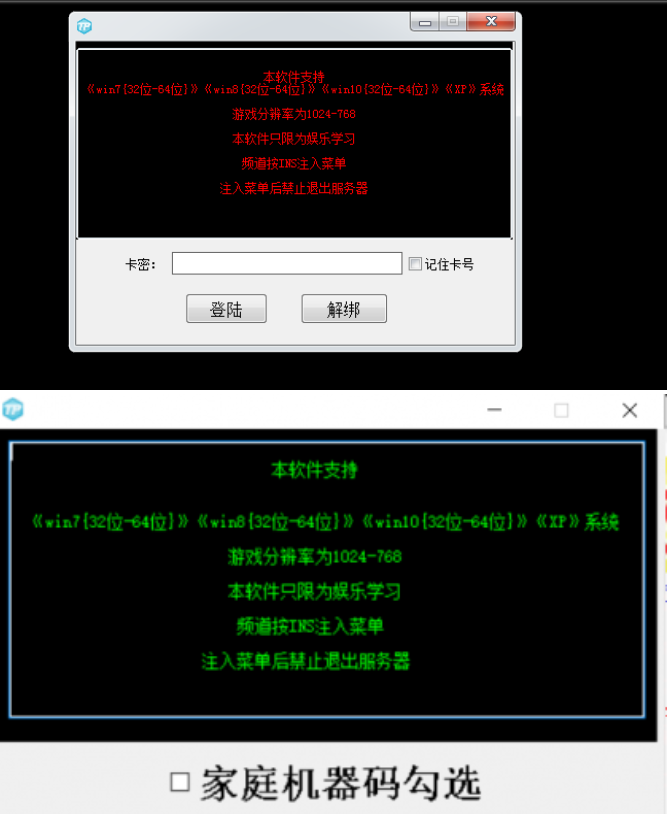 TP
本软件支持
《win7{32位-64位}》《win8{32位-64位}》《win10{32位-64位}》《XP》系统
游戏分辨率为1024-768
本软件只限为娱乐学习
频道按INS注入菜单
注入菜单后禁止退出服务器
卡密：
记住卡号
登陆
解绑
TP
本软件支持
《win7{32位-64位}》《win8{32位-64位}》《win10{32位-64位}》《XP》系统
游戏分辨率为1024-768
本软件只限为娱乐学习
频道按INS注入菜单
注入菜单后禁止退出服务器
家庭机器码勾选